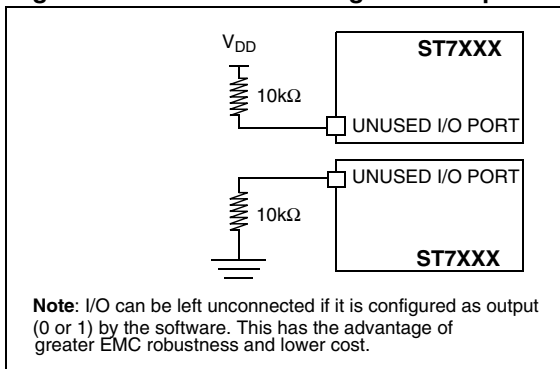 V_DD
ST7XXX
10kΩ
UNUSED I/O PORT
UNUSED I/O PORT
10kΩ
ST7XXX
Note: I/O can be left unconnected if it is configured as output
(0 or 1) by the software. This has the advantage of
greater EMC robustness and lower cost.